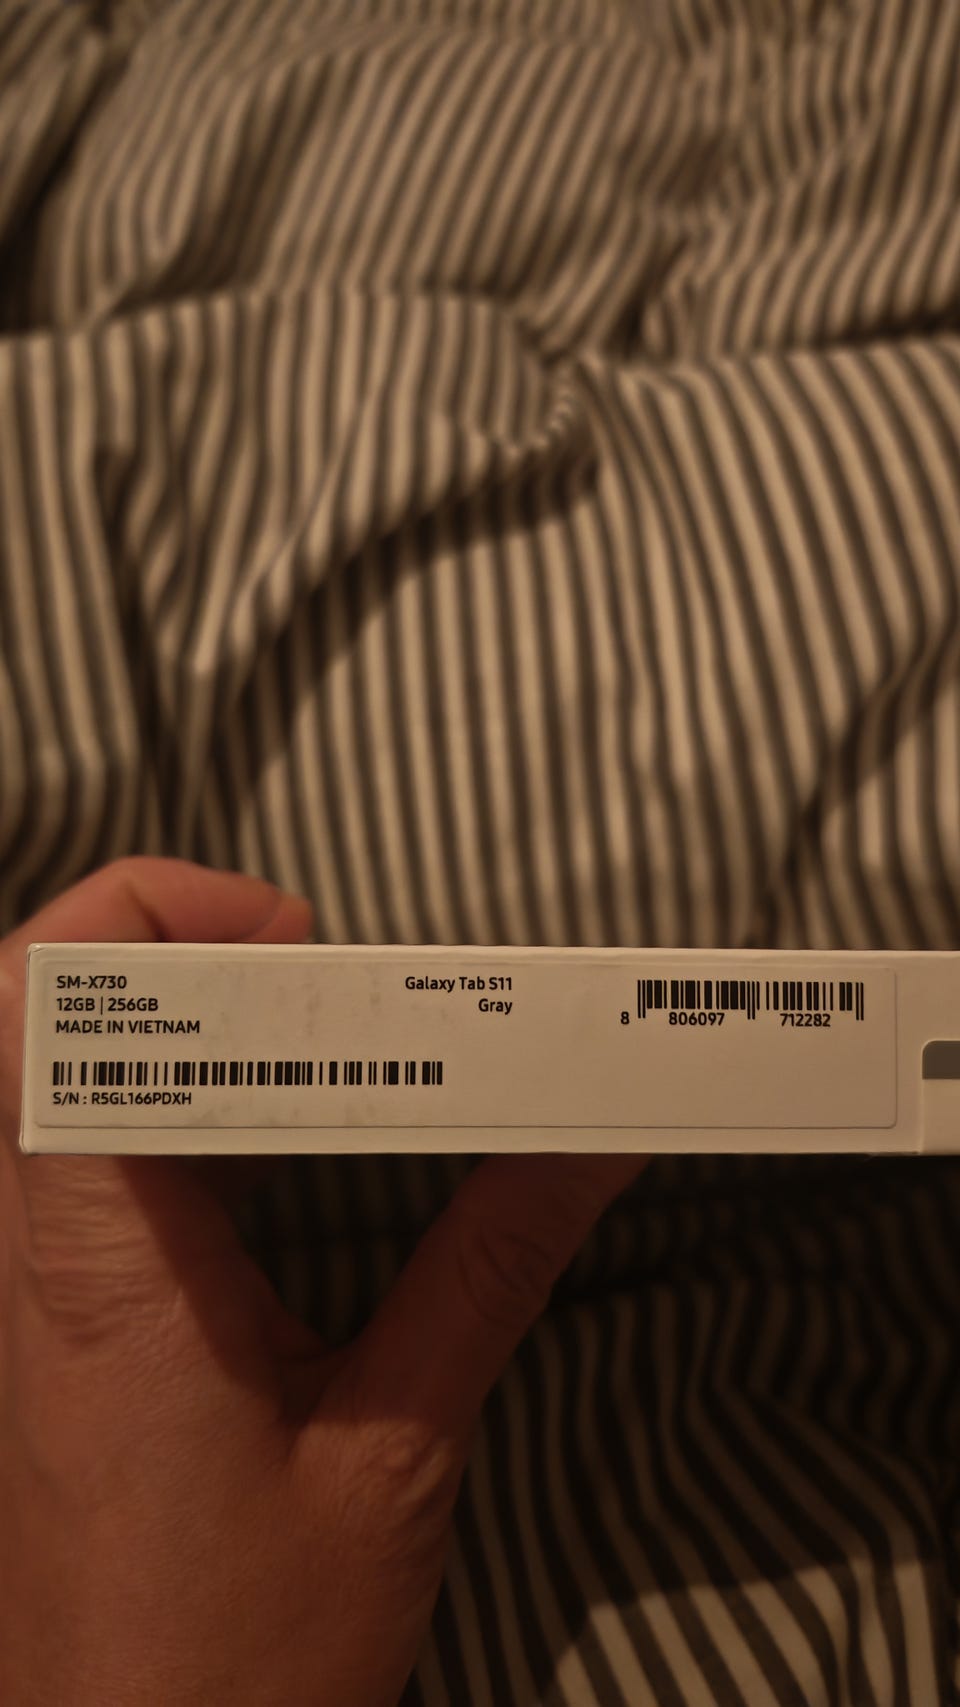 SM-X730
12GB | 256GB
MADE IN VIETNAM
Galaxy Tab S11
Gray
8 806097 712282
S/N : R5GL166PDXH